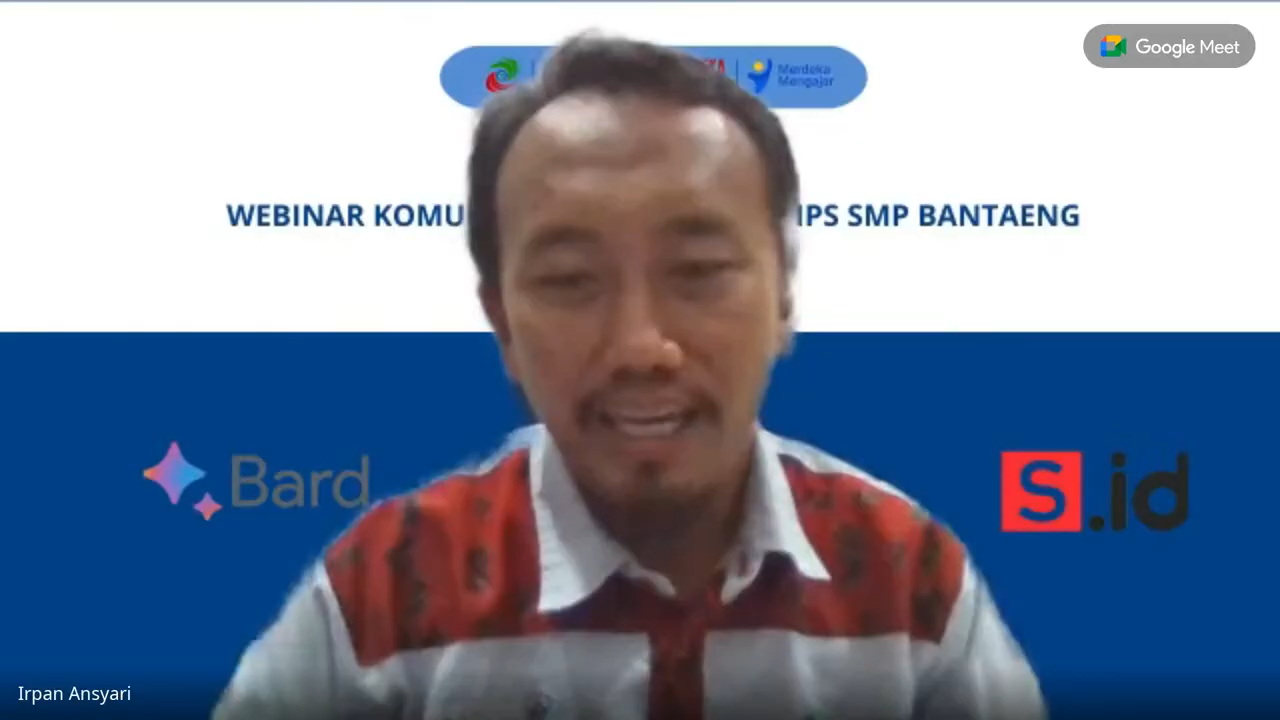 Google Meet
Merdeka
Mengajar
WEBINAR KOMU IPS SMP BANTAENG
Bard
S.id
Irpan Ansyari